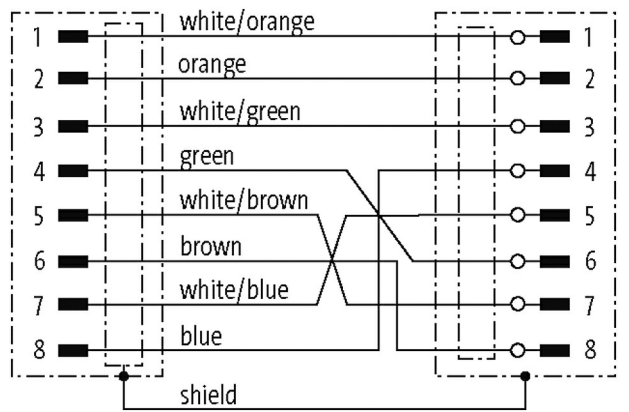 1 white/orange 1
2 orange 2
3 white/green 3
4 green 4
5 white/brown 5
6 brown 6
7 white/blue 7
8 blue 8
shield